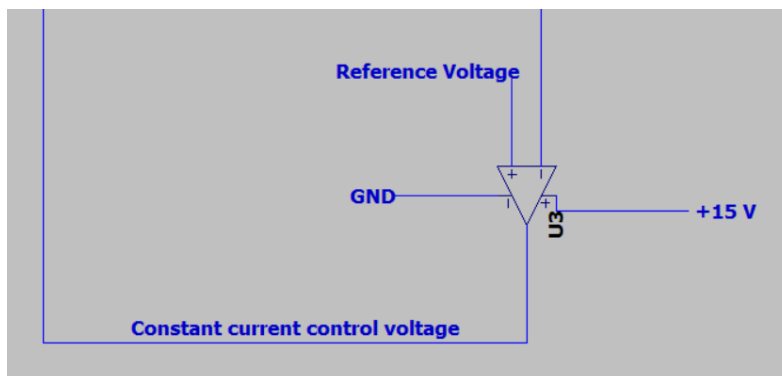 Reference Voltage
GND
+15 V
U3
Constant current control voltage